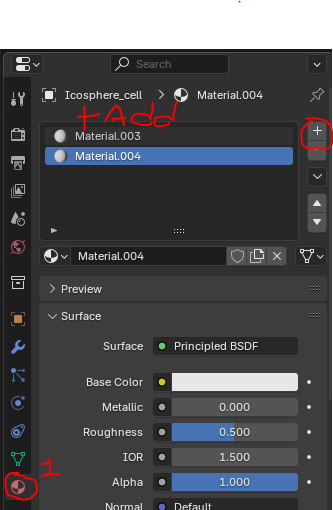 Search
Icosphere_cell > Material.004
+ Add
Material.003
Material.004
Material.004
Preview
Surface
Surface Principled BSDF
Base Color
Metallic 0.000
Roughness 0.500
IOR 1.500
Alpha 1.000
1
Normal Default